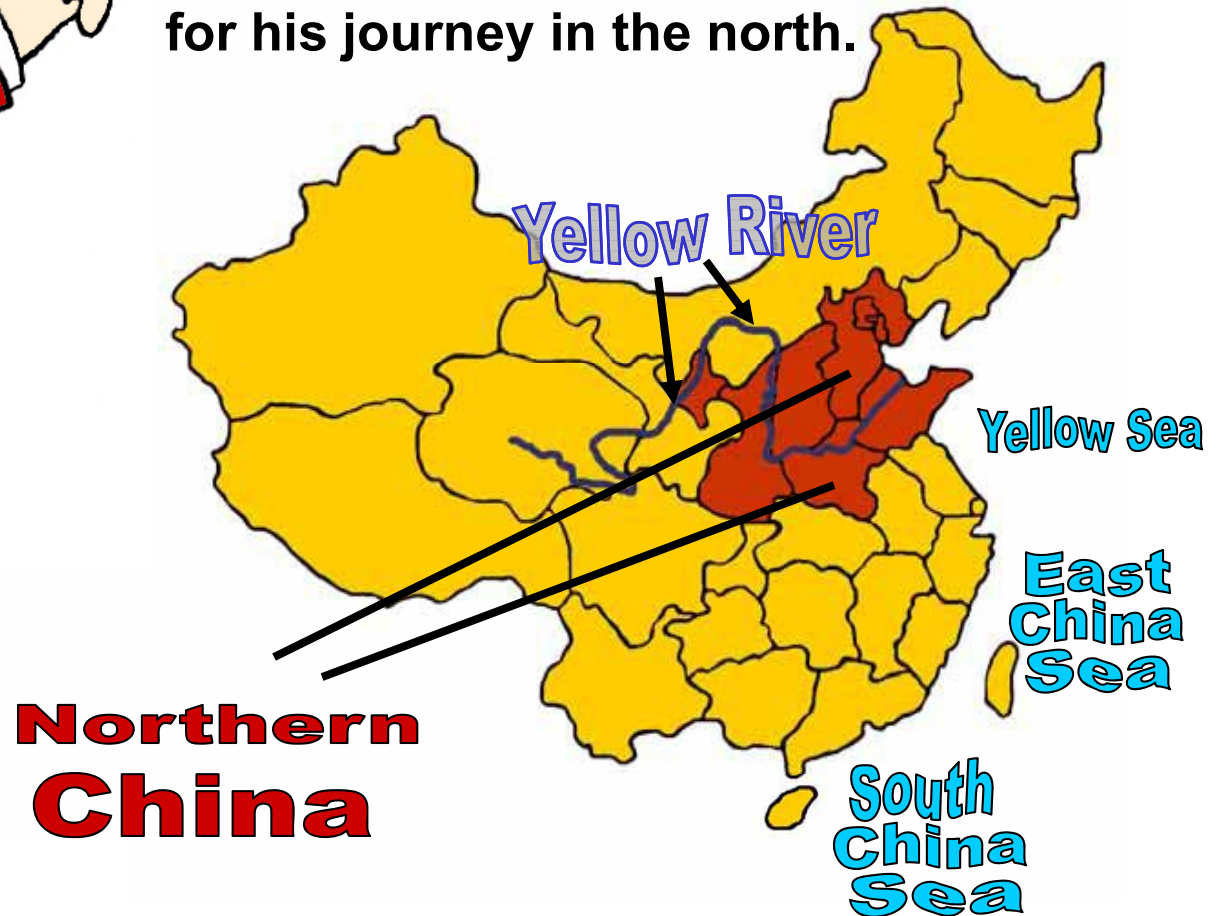 for his journey in the north.
Yellow River
Yellow Sea
East
China
Sea
Northern
China
South
China
Sea